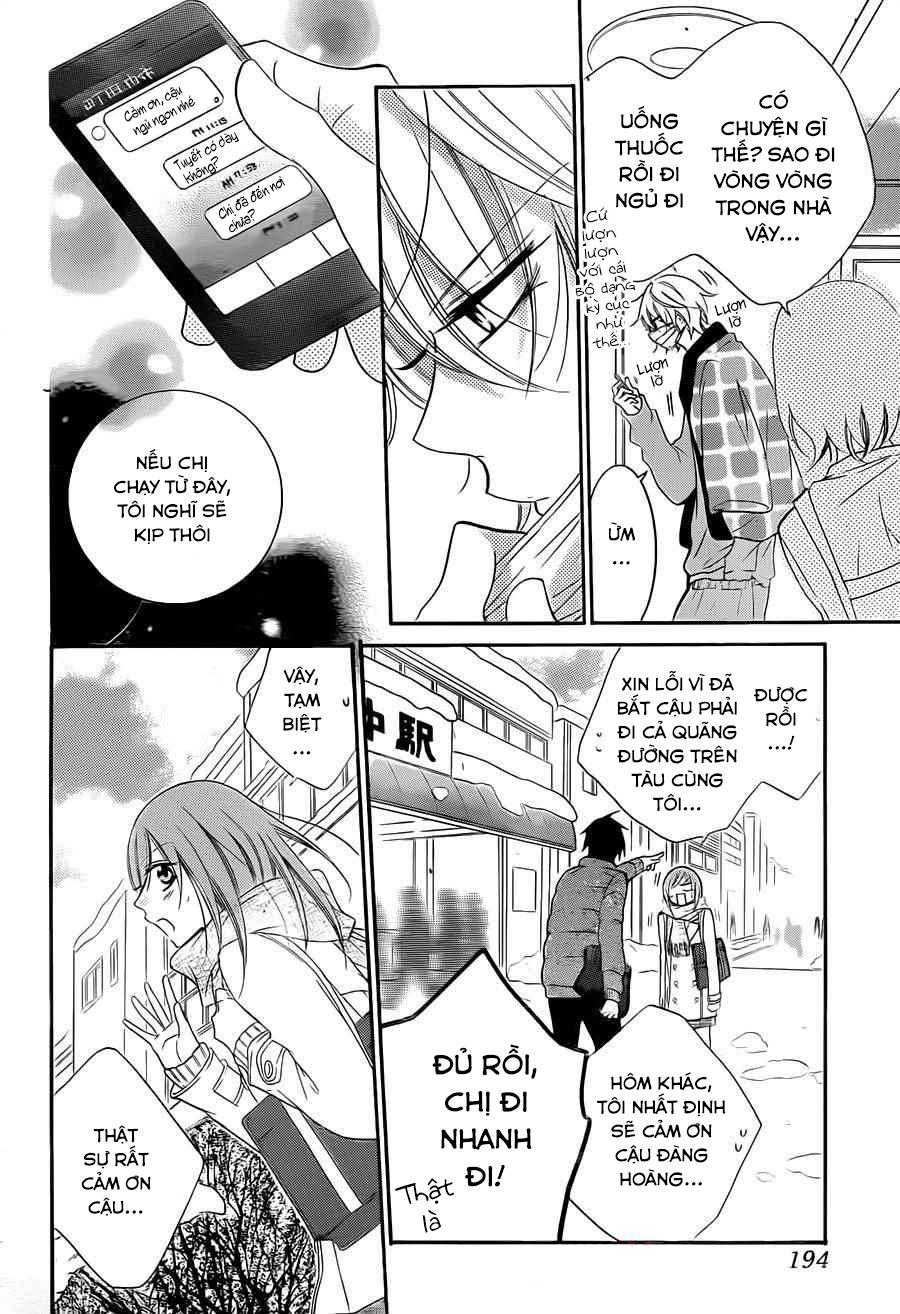 CÓ
CHUYỆN GÌ
THẾ? SAO ĐI
VÒNG VÒNG
TRONG NHÀ
VẬY...
UỐNG
THUỐC
RỒI ĐI
NGỦ ĐI
Cứ
lượn
lượn
với cái
bộ dạng
kỳ cục
như
thế...
Lượn
lờ
Lượn
lờ
ỪM
...
Cảm ơn, cậu
ngủ ngon nhé
Tuyết có dày
không?
AM 7:53
Chị đã đến nơi
chưa?
NẾU CHỊ
CHẠY TỪ ĐÂY,
TÔI NGHĨ SẼ
KỊP THÔI
ĐƯỢC
RỒI
...!
XIN LỖI VÌ ĐÃ
BẮT CẬU PHẢI
ĐI CẢ QUÃNG
ĐƯỜNG TRÊN
TÀU CÙNG
TÔI...
中駅
HÔM KHÁC,
TÔI NHẤT ĐỊNH
SẼ CẢM ƠN
CẬU ĐÀNG
HOÀNG...
ĐỦ RỒI,
CHỊ ĐI
NHANH
ĐI!
Thật
là
VẬY,
TẠM
BIỆT
...
THẬT
SỰ RẤT
CẢM ƠN
CẬU...
194